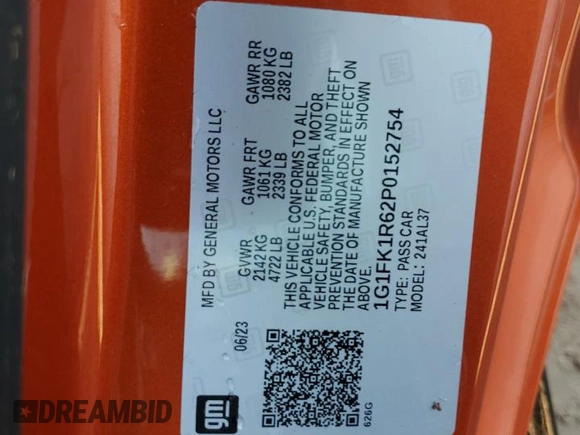 MFD BY GENERAL MOTORS LLC
06/23
GVWR GAWR FRT GAWR RR
2142 KG 1061 KG 1080 KG
4722 LB 2339 LB 2382 LB
THIS VEHICLE CONFORMS TO ALL
APPLICABLE U.S. FEDERAL MOTOR
VEHICLE SAFETY, BUMPER, AND THEFT
PREVENTION STANDARDS IN EFFECT ON
THE DATE OF MANUFACTURE SHOWN
ABOVE.
1G1FK1R62P0152754
TYPE: PASS CAR
MODEL: 241AL37
626G
gm
DREAMBID